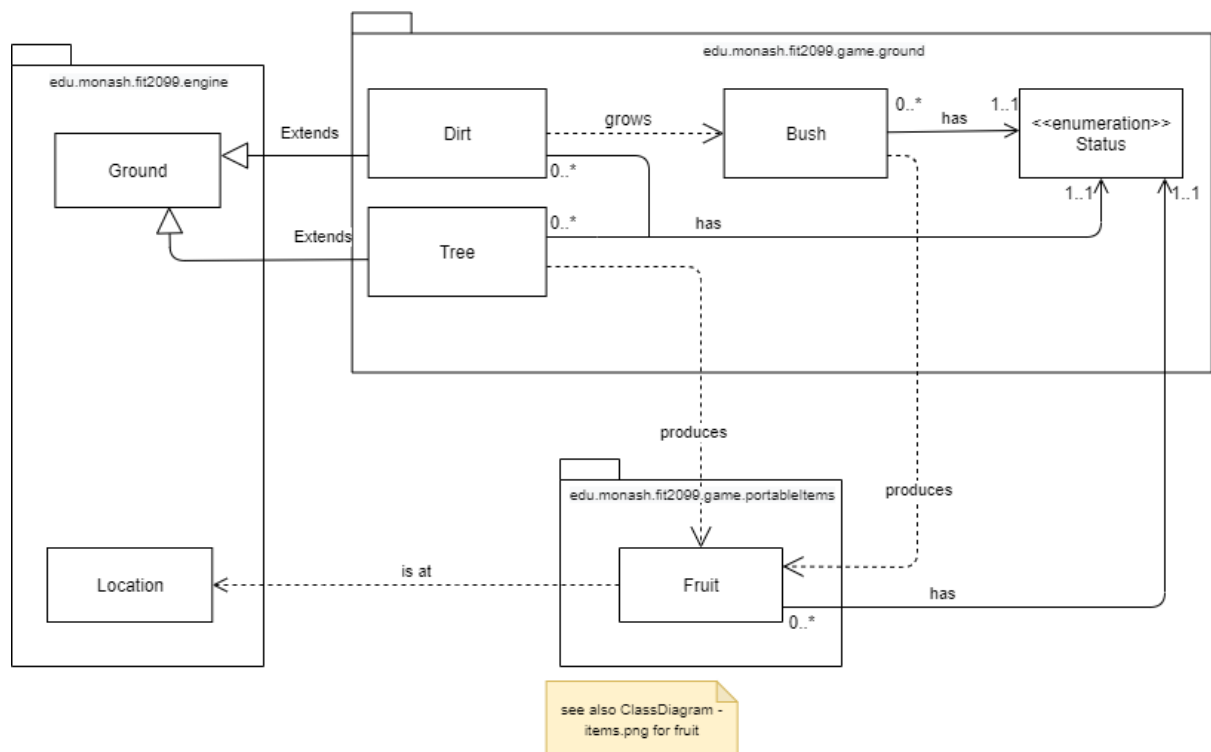 edu.monash.fit2099.game.ground
edu.monash.fit2099.engine
Ground
Extends
Dirt
grows
Bush
0..*
has
1..1
<<enumeration>>
Status
0..*
1..1
1..1
Extends
Tree
0..*
has
produces
produces
edu.monash.fit2099.game.portableItems
Location
is at
Fruit
has
0..*
see also ClassDiagram -
items.png for fruit